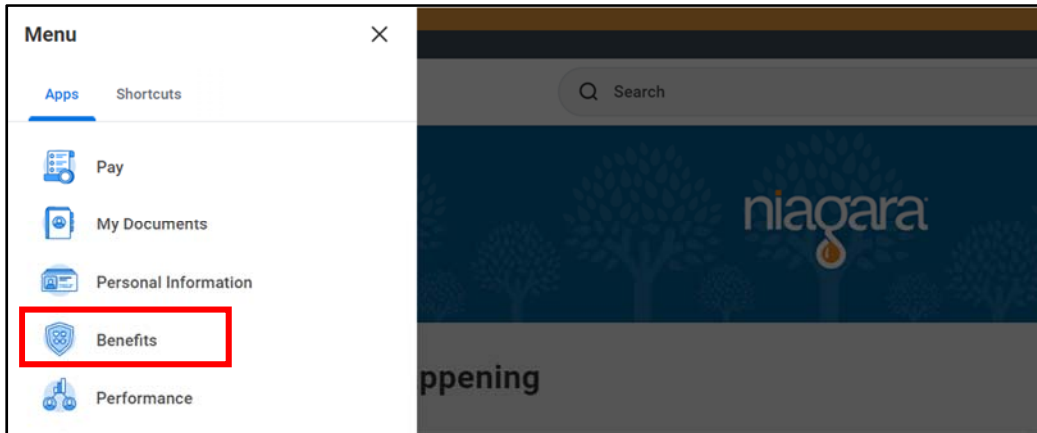 Menu
Apps Shortcuts
Search
Pay
My Documents
niagara
Personal Information
Benefits
Performance
ppening